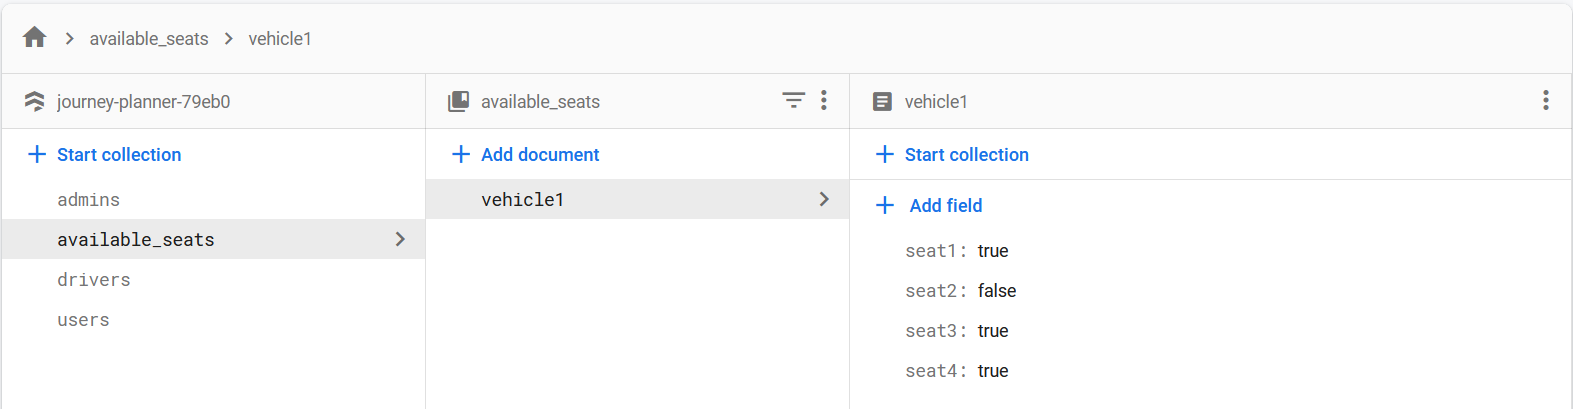 available_seats vehicle1
journey-planner-79eb0
Start collection
admins
available_seats
drivers
users
available_seats
Add document
vehicle1
vehicle1
Start collection
Add field
seat1: true
seat2: false
seat3: true
seat4: true